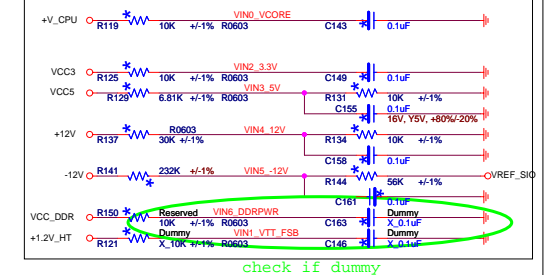 +V_CPU R119 10K +/-1% R0603 VIN0_VCORE C143 0.1uF
VCC3 R125 10K +/-1% R0603 VIN2_3.3V C149 0.1uF
VCC5 R129 6.81K +/-1% R0603 VIN3_5V R131 10K +/-1%
C155 0.1uF
16V, Y5V, +80%/-20%
+12V R137 R0603 30K +/-1% VIN4_12V R134 10K +/-1%
C158 0.1uF
-12V R141 232K +/-1% VIN5_-12V R144 56K +/-1% VREF_SIO
C161 0.1uF
VCC_DDR R150 Reserved 10K +/-1% R0603 VIN6_DDRPWR C163 Dummy X_0.1uF
+1.2V_HT R121 Dummy X_10K +/-1% R0603 VIN1_VTT_FSB C146 Dummy X_0.1uF
check if dummy